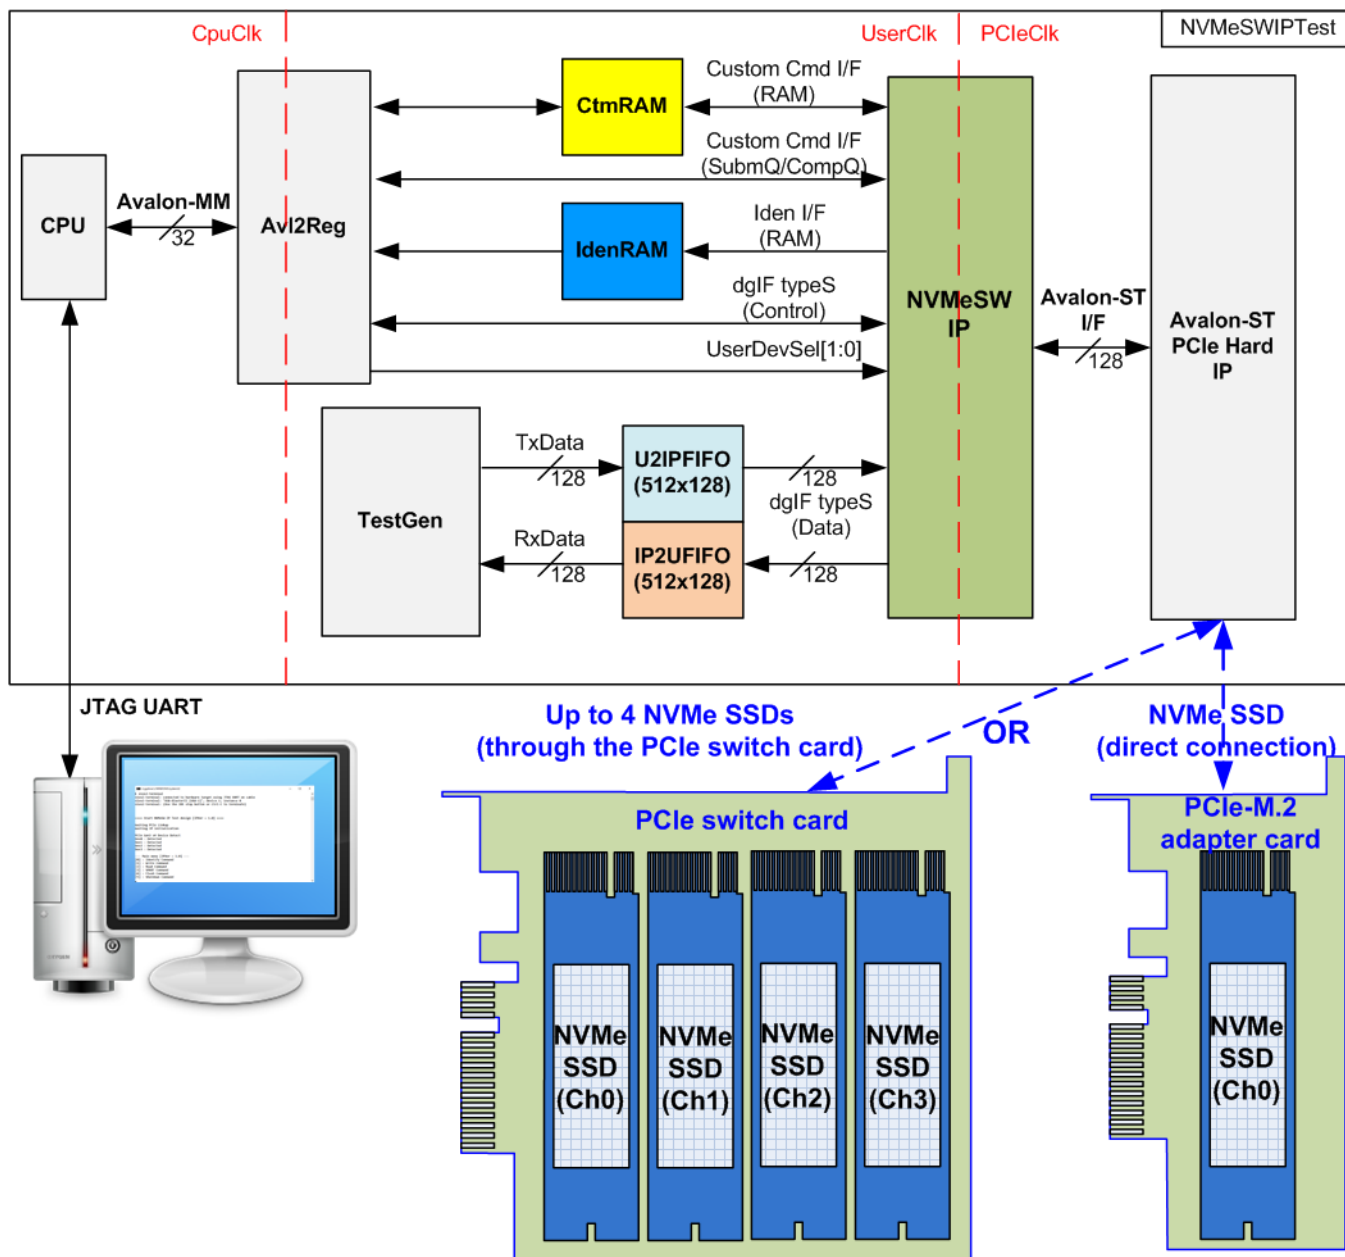 NVMeSWIPTest
CpuClk
UserClk
PCIeClk
Custom Cmd I/F
(RAM)
CtmRAM
Custom Cmd I/F
(SubmQ/CompQ)
CPU
Avalon-MM
32
Avl2Reg
Iden I/F
(RAM)
IdenRAM
dgIF typeS
(Control)
UserDevSel[1:0]
NVMeSW
IP
Avalon-ST
I/F
128
Avalon-ST
PCIe Hard
IP
TestGen
TxData
128
U2IPFIFO
(512x128)
128
dgIF typeS
(Data)
RxData
128
IP2UFIFO
(512x128)
128
JTAG UART
Up to 4 NVMe SSDs
(through the PCIe switch card)
OR
NVMe SSD
(direct connection)
PCIe switch card
PCIe-M.2
adapter card
NVMe
SSD
(Ch0)
NVMe
SSD
(Ch1)
NVMe
SSD
(Ch2)
NVMe
SSD
(Ch3)
NVMe
SSD
(Ch0)